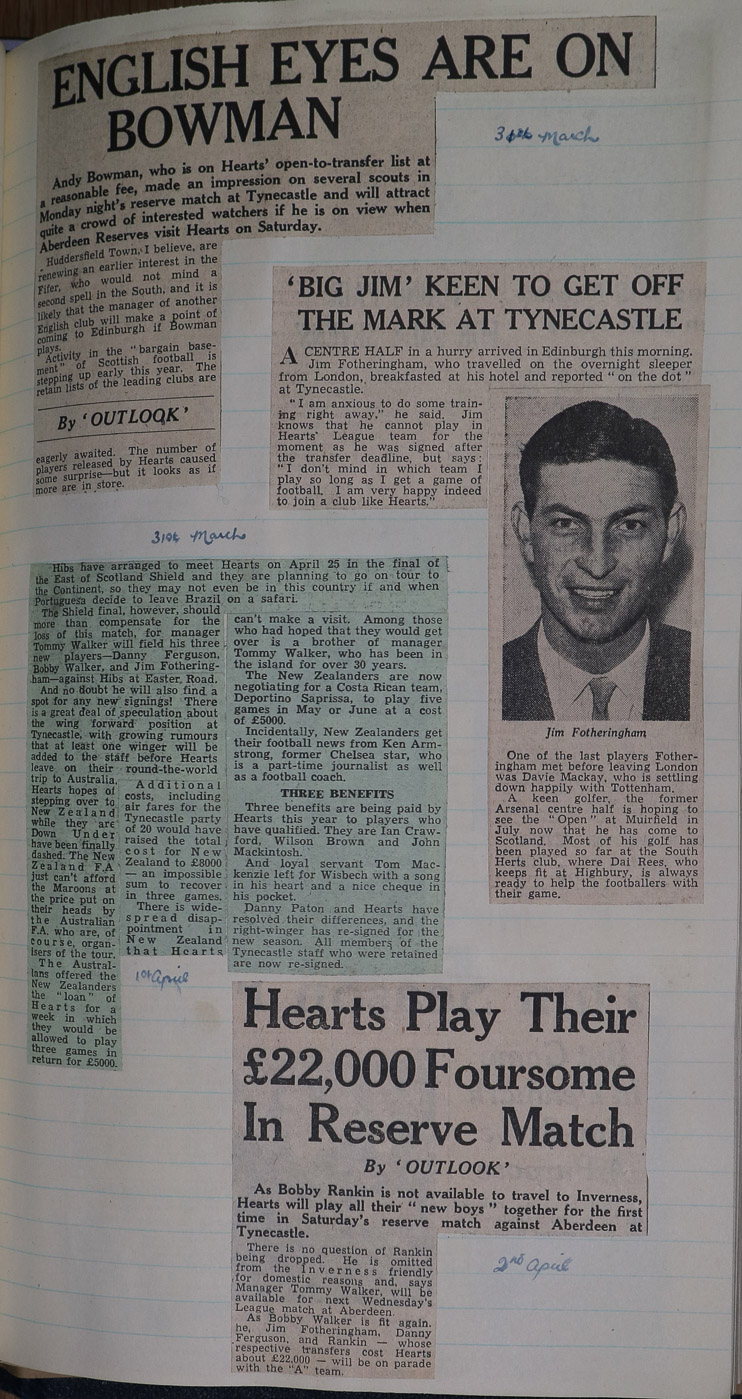 ENGLISH EYES ARE ON
BOWMAN
31st March
Andy Bowman, who is on Hearts' open-to-transfer list at
a reasonable fee, made an impression on several scouts in
Monday night's reserve match at Tynecastle and will attract
quite a crowd of interested watchers if he is on view when
Aberdeen Reserves visit Hearts on Saturday.
Huddersfield Town, I believe, are
renewing an earlier interest in the
Fifer, who would not mind a
second spell in the South, and it is
likely that the manager of another
English club will make a point of
coming to Edinburgh if Bowman
plays.
Activity in the "bargain base-
ment" of Scottish football is
stepping up early this year. The
retain lists of the leading clubs are
By 'OUTLOOK'
eagerly awaited. The number of
players released by Hearts caused
some surprise—but it looks as if
more are in store.
'BIG JIM' KEEN TO GET OFF
THE MARK AT TYNECASTLE
A CENTRE HALF in a hurry arrived in Edinburgh this morning.
Jim Fotheringham, who travelled on the overnight sleeper
from London, breakfasted at his hotel and reported "on the dot"
at Tynecastle.
"I am anxious to do some train-
ing right away," he said. Jim
knows that he cannot play in
Hearts' League team for the
moment as he was signed after
the transfer deadline, but says:
"I don't mind in which team I
play so long as I get a game of
football. I am very happy indeed
to join a club like Hearts."
Jim Fotheringham
One of the last players Fother-
ingham met before leaving London
was Davie Mackay, who is settling
down happily with Tottenham.
A keen golfer, the former
Arsenal centre half is hoping to
see the "Open" at Muirfield in
July now that he has come to
Scotland. Most of his golf has
been played so far at the South
Herts club, where Dai Rees, who
keeps fit at Highbury, is always
ready to help the footballers with
their game.
31st March
Hibs have arranged to meet Hearts on April 25 in the final of
the East of Scotland Shield and they are planning to go on tour to
the Continent, so they may not even be in this country if and when
Portuguesa decide to leave Brazil on a safari.
The Shield final, however, should
more than compensate for the
loss of this match, for manager
Tommy Walker will field his three
new players—Danny Ferguson,
Bobby Walker, and Jim Fothering-
ham—against Hibs at Easter, Road.
And no doubt he will also find a
spot for any new signings! There
is a great deal of speculation about
the wing forward position at
Tynecastle, with growing rumours
that at least one winger will be
added to the staff before Hearts
leave on their round-the-world
trip to Australia.
Hearts hopes of
stepping over to
New Zealand
while they are
Down Under
have been finally
dashed. The New
Zealand F.A
just can't afford
the Maroons at
the price put on
their heads by
the Australian
F.A. who are, of
course, organ-
isers of the tour.
The Austral-
ians offered the
New Zealanders
the "loan" of
Hearts for a
week in which
they would be
allowed to play
three games in
return for £5000.
Additional
costs, including
air fares for the
Tynecastle party
of 20 would have
raised the total
cost for New
Zealand to £8000
— an impossible
sum to recover
in three games.
There is wide-
spread disap-
pointment in
New Zealand
that Hearts
can't make a visit. Among those
who had hoped that they would get
over is a brother of manager
Tommy Walker, who has been in
the island for over 30 years.
The New Zealanders are now
negotiating for a Costa Rican team,
Deportino Saprissa, to play five
games in May or June at a cost
of £5000.
Incidentally, New Zealanders get
their football news from Ken Arm-
strong, former Chelsea star, who
is a part-time journalist as well
as a football coach.
THREE BENEFITS
Three benefits are being paid by
Hearts this year to players who
have qualified. They are Ian Craw-
ford, Wilson Brown and John
Mackintosh.
And loyal servant Tom Mac-
kenzie left for Wisbech with a song
in his heart and a nice cheque in
his pocket.
Danny Paton and Hearts have
resolved their differences, and the
right-winger has re-signed for the
new season. All members of the
Tynecastle staff who were retained
are now re-signed.
1st April
Hearts Play Their
£22,000 Foursome
In Reserve Match
By 'OUTLOOK'
As Bobby Rankin is not available to travel to Inverness,
Hearts will play all their "new boys" together for the first
time in Saturday's reserve match against Aberdeen at
Tynecastle.
There is no question of Rankin
being dropped. He is omitted
from the Inverness friendly
for domestic reasons and, says
Manager Tommy Walker, will be
available for next Wednesday's
League match at Aberdeen.
As Bobby Walker is fit again,
he, Jim Fotheringham, Danny
Ferguson, and Rankin — whose
respective transfers cost Hearts
about £22,000 — will be on parade
with the "A" team.
2nd April